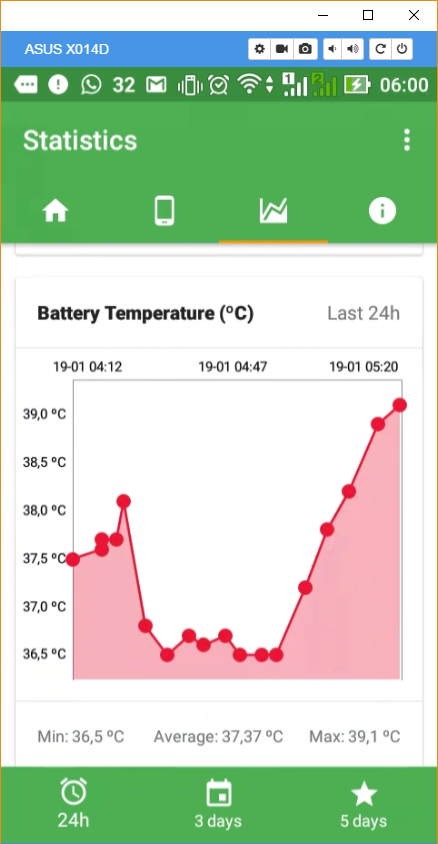 ASUS X014D
32 1 2 06:00
Statistics
Battery Temperature (ºC) Last 24h
19-01 04:12 19-01 04:47 19-01 05:20
39,0 ºC
38,5 ºC
38,0 ºC
37,5 ºC
37,0 ºC
36,5 ºC
Min: 36,5 ºC Average: 37,37 ºC Max: 39,1 ºC
24h 3 days 5 days